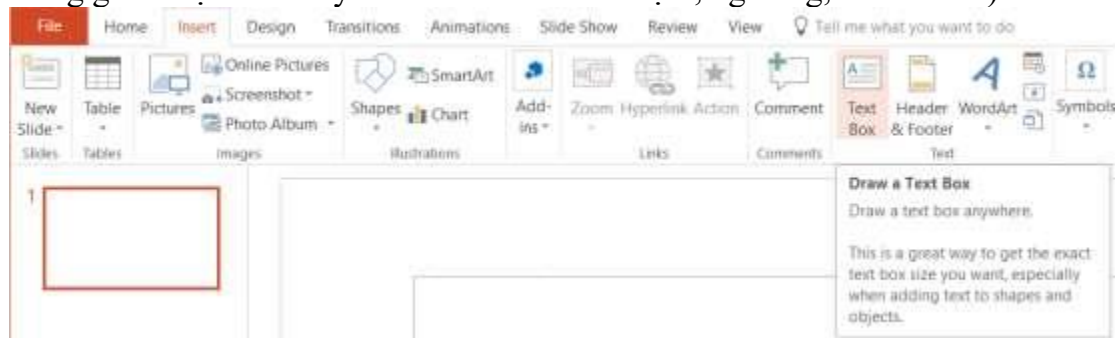 File Home Insert Design Transitions Animations Slide Show Review View Tell me what you want to do
New Slide
Table
Pictures
Online Pictures
Screenshot
Photo Album
Shapes
SmartArt
Chart
Add-ins
Zoom Hyperlink Action
Comment
Text Box
Header & Footer
WordArt
Symbols
Slides Tables Images Illustrations Links Comments Text
1
Draw a Text Box
Draw a text box anywhere.
This is a great way to get the exact
text box size you want, especially
when adding text to shapes and
objects.